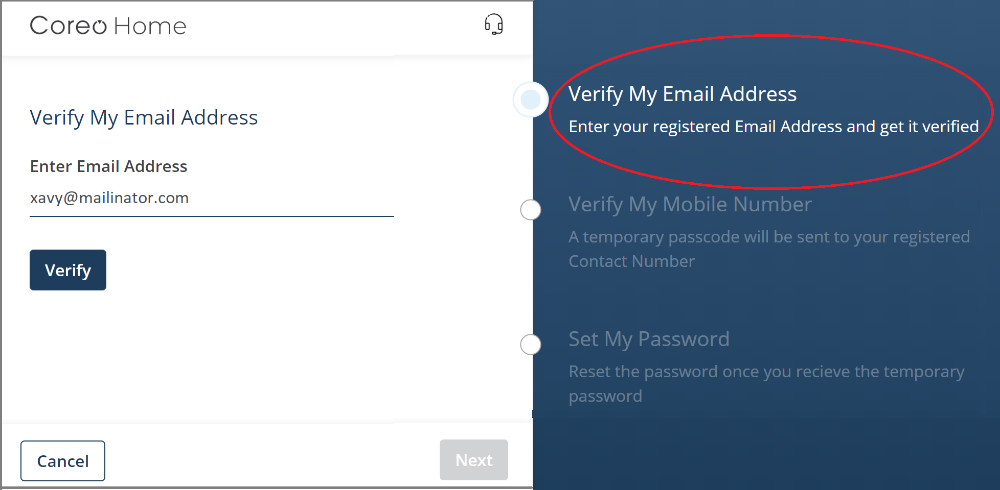 Coreo Home
Verify My Email Address
Enter Email Address
xavy@mailinator.com
Verify
Cancel
Next
Verify My Email Address
Enter your registered Email Address and get it verified
Verify My Mobile Number
A temporary passcode will be sent to your registered
Contact Number
Set My Password
Reset the password once you recieve the temporary
password